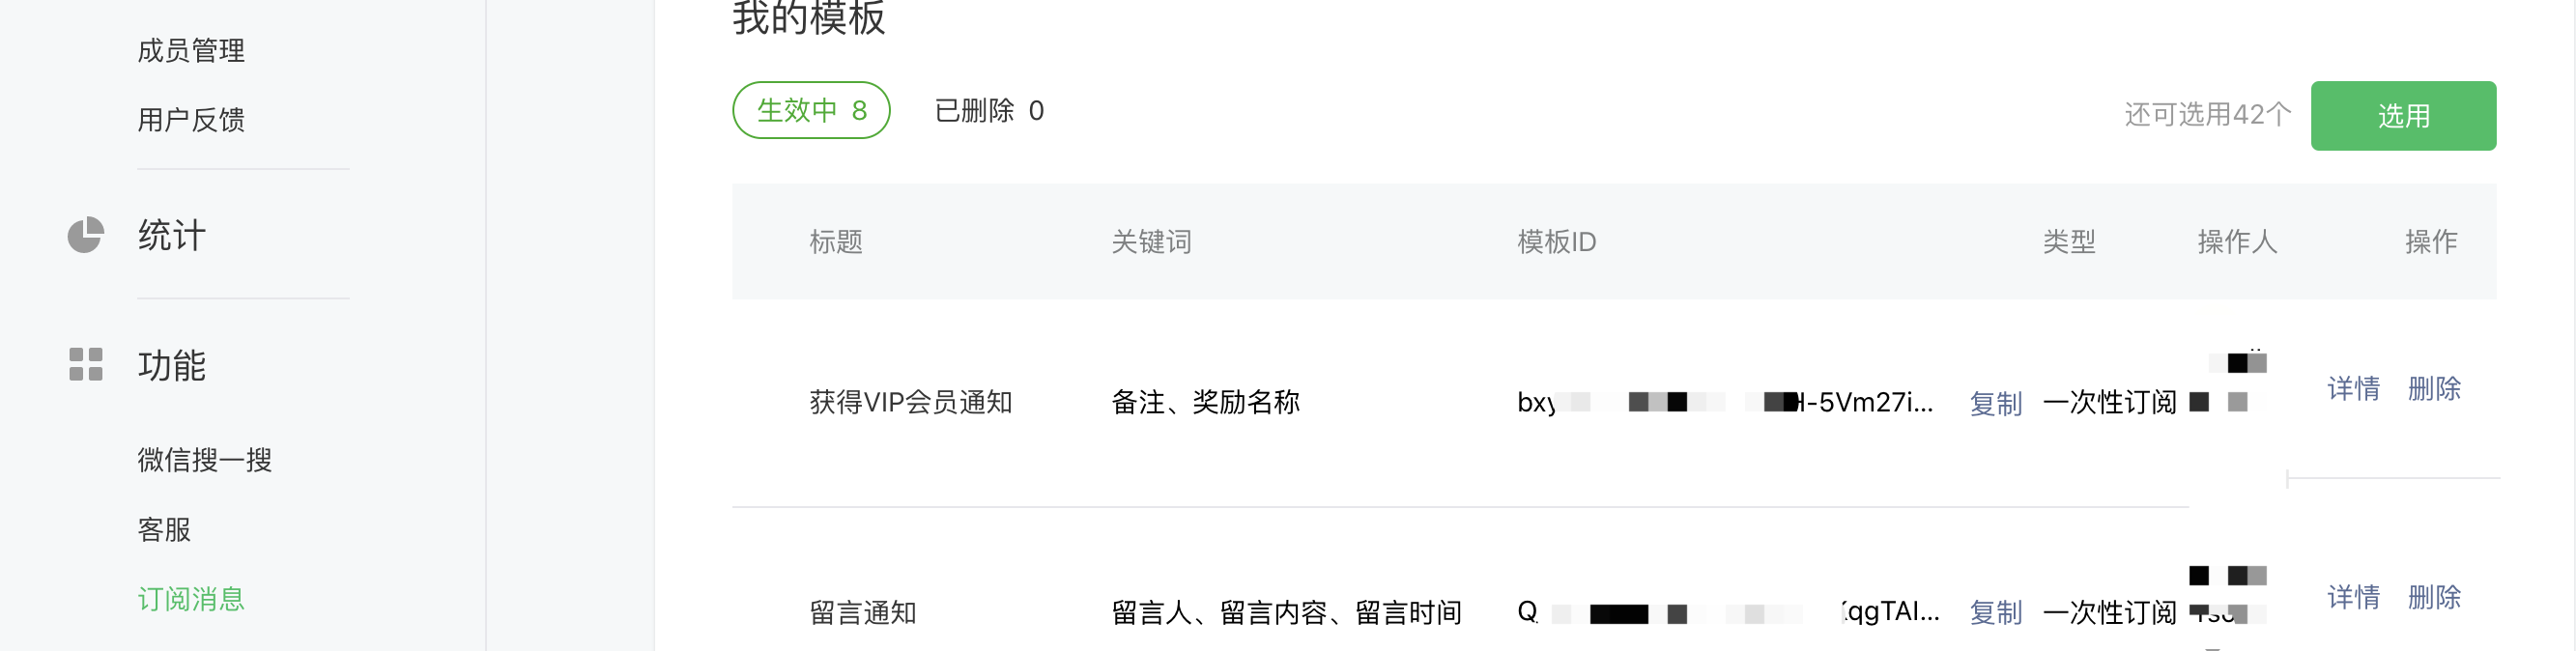 成员管理
用户反馈
统计
功能
微信搜一搜
客服
订阅消息
我的模板
生效中 8 已删除 0 还可选用42个 选用
标题 关键词 模板ID 类型 操作人 操作
获得VIP会员通知 备注、奖励名称 -5Vm27i... 复制 一次性订阅 详情 删除
留言通知 留言人、留言内容、留言时间 qgTAI... 复制 一次性订阅 详情 删除